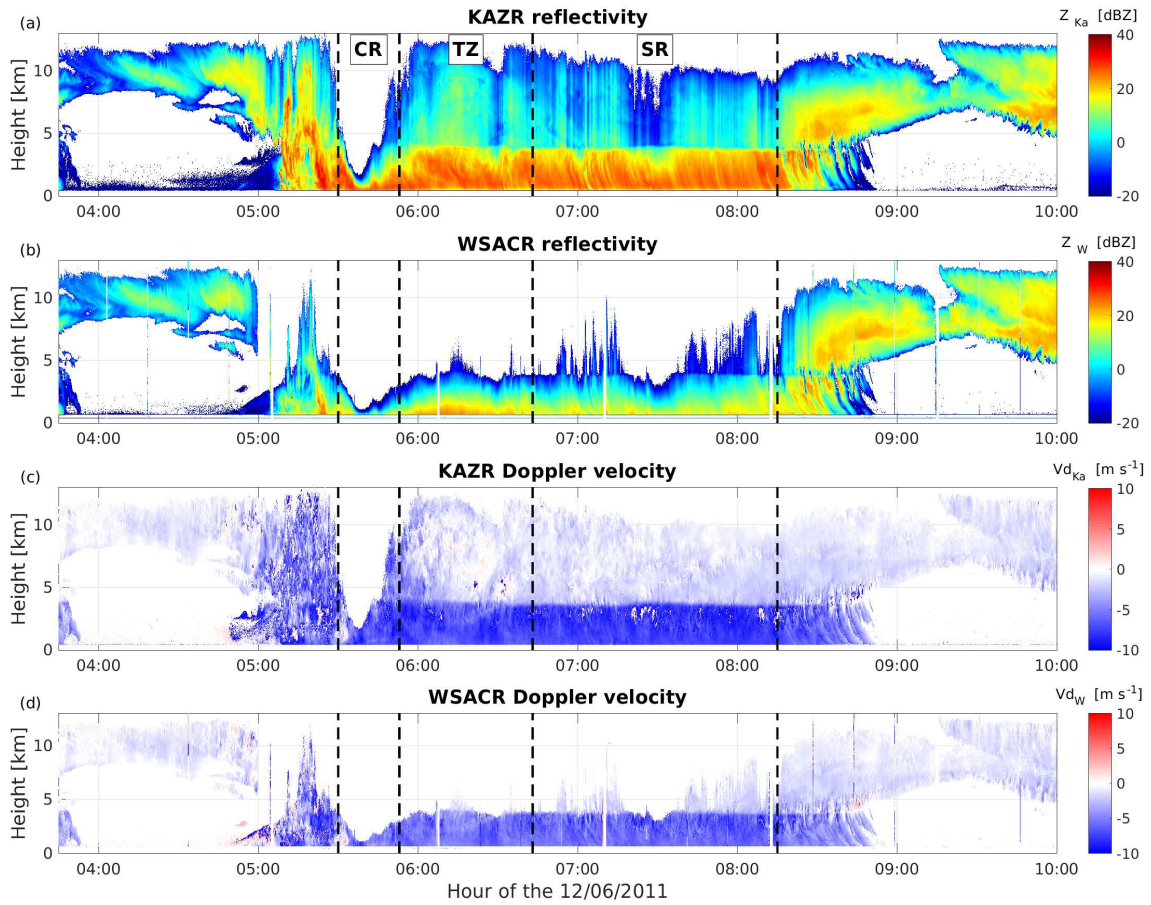 (a) KAZR reflectivity Z Ka [dBZ]
CR TZ SR
Height [km]
10
5
0
04:00 05:00 06:00 07:00 08:00 09:00 10:00
40
20
0
-20
(b) WSACR reflectivity Z W [dBZ]
Height [km]
10
5
0
04:00 05:00 06:00 07:00 08:00 09:00 10:00
40
20
0
-20
(c) KAZR Doppler velocity Vd Ka [m s-1]
Height [km]
10
5
0
04:00 05:00 06:00 07:00 08:00 09:00 10:00
10
5
0
-5
-10
(d) WSACR Doppler velocity Vd W [m s-1]
Height [km]
10
5
0
04:00 05:00 06:00 07:00 08:00 09:00 10:00
10
5
0
-5
-10
Hour of the 12/06/2011